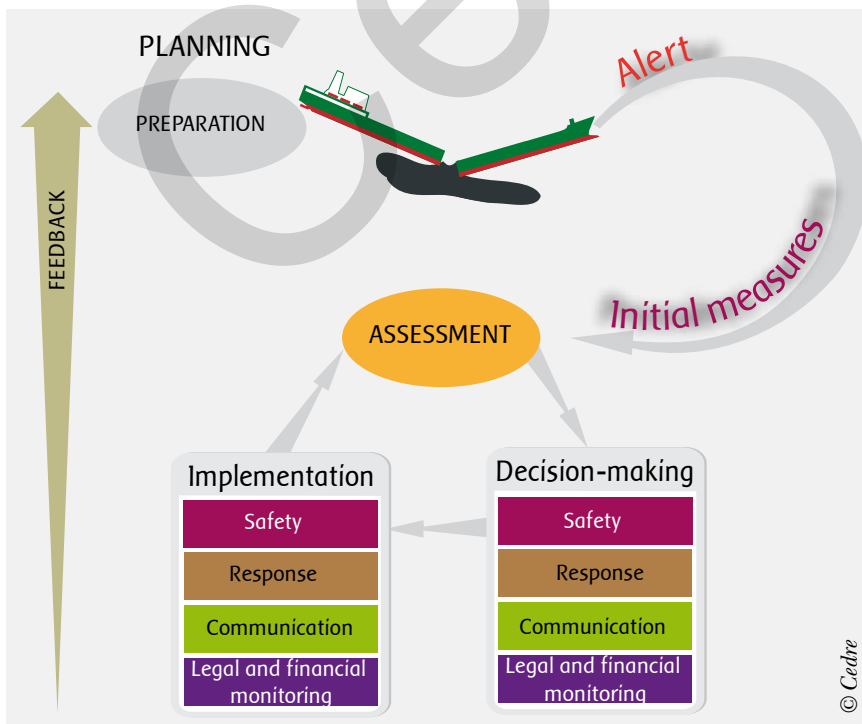 PLANNING
PREPARATION
Alert
Initial measures
FEEDBACK
ASSESSMENT
Implementation
Safety
Response
Communication
Legal and financial
monitoring
Decision-making
Safety
Response
Communication
Legal and financial
monitoring
© Cedre
Ce